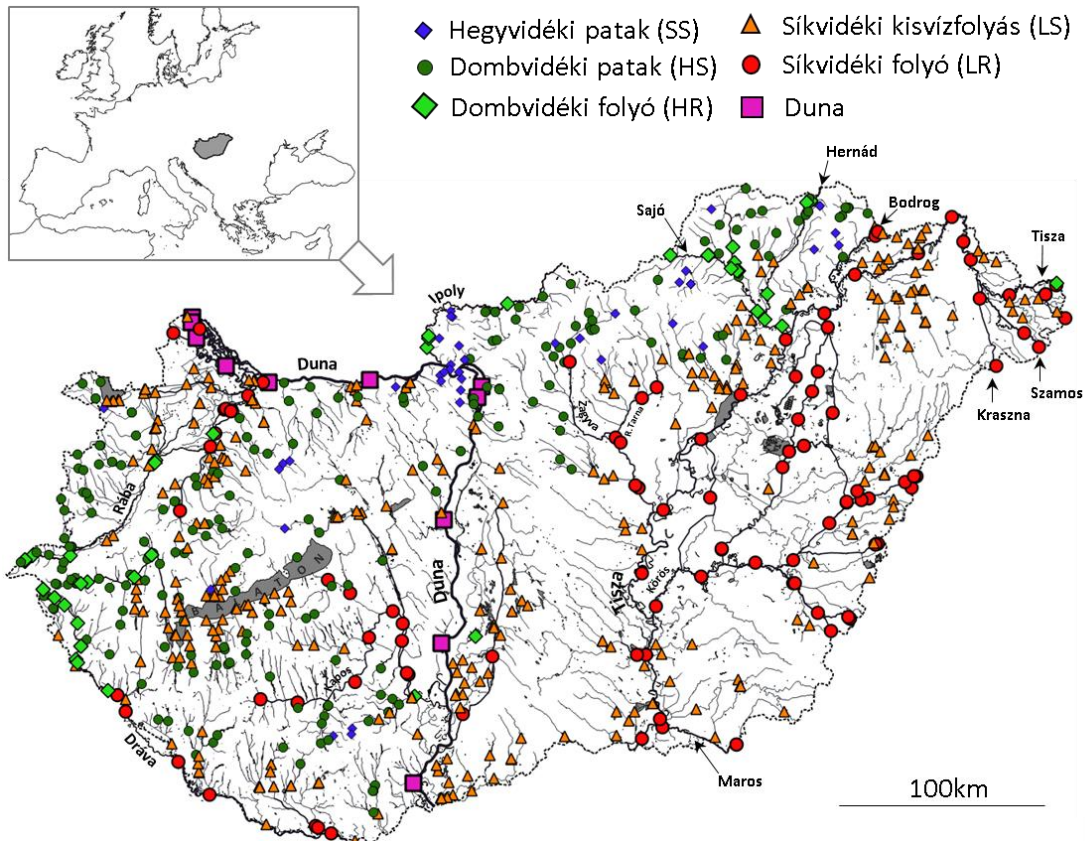 Hegyvidéki patak (SS)
Dombvidéki patak (HS)
Dombvidéki folyó (HR)
Síkvidéki kisvízfolyás (LS)
Síkvidéki folyó (LR)
Duna
Hernád
Bodrog
Sajó
Tisza
Ipoly
Duna
Szamos
Kraszna
Zagyva
R.Tarna
Rába
BALATON
Duna
Tisza
Körös
Kapos
Dráva
Maros
100km